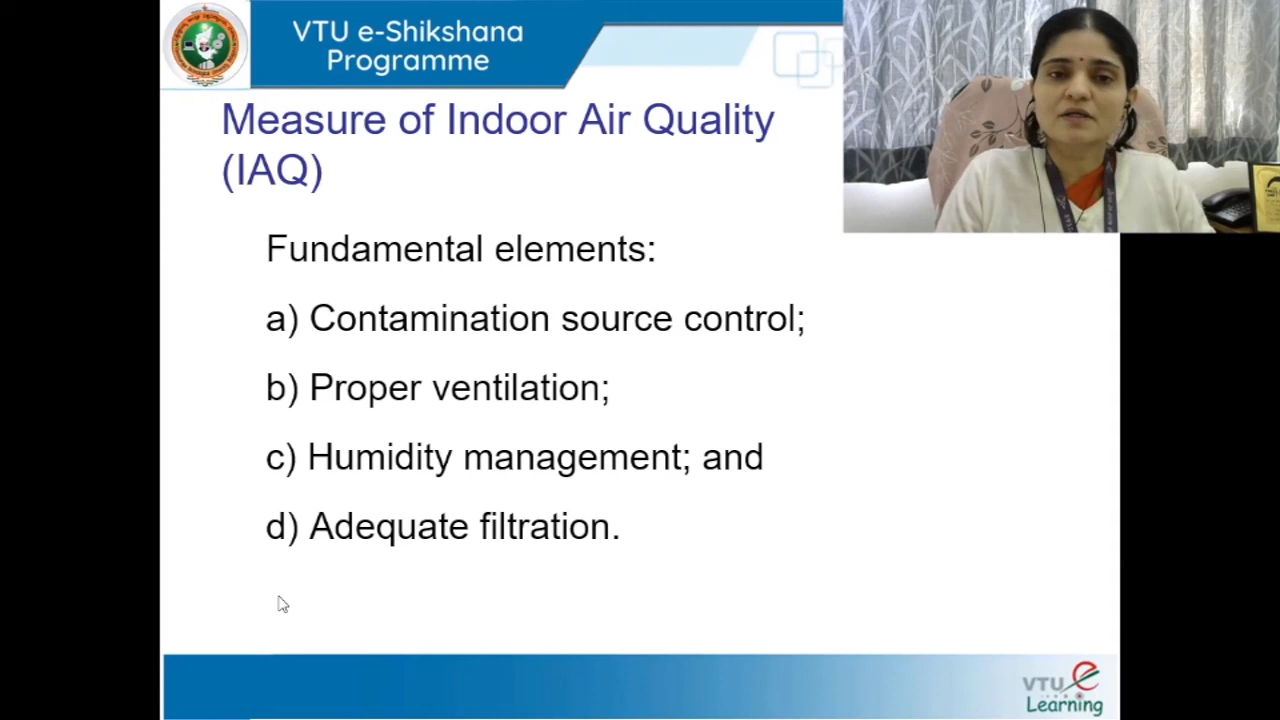 VTU e-Shikshana
Programme
Measure of Indoor Air Quality
(IAQ)
Fundamental elements:
a) Contamination source control;
b) Proper ventilation;
c) Humidity management; and
d) Adequate filtration.
VTU e
Learning